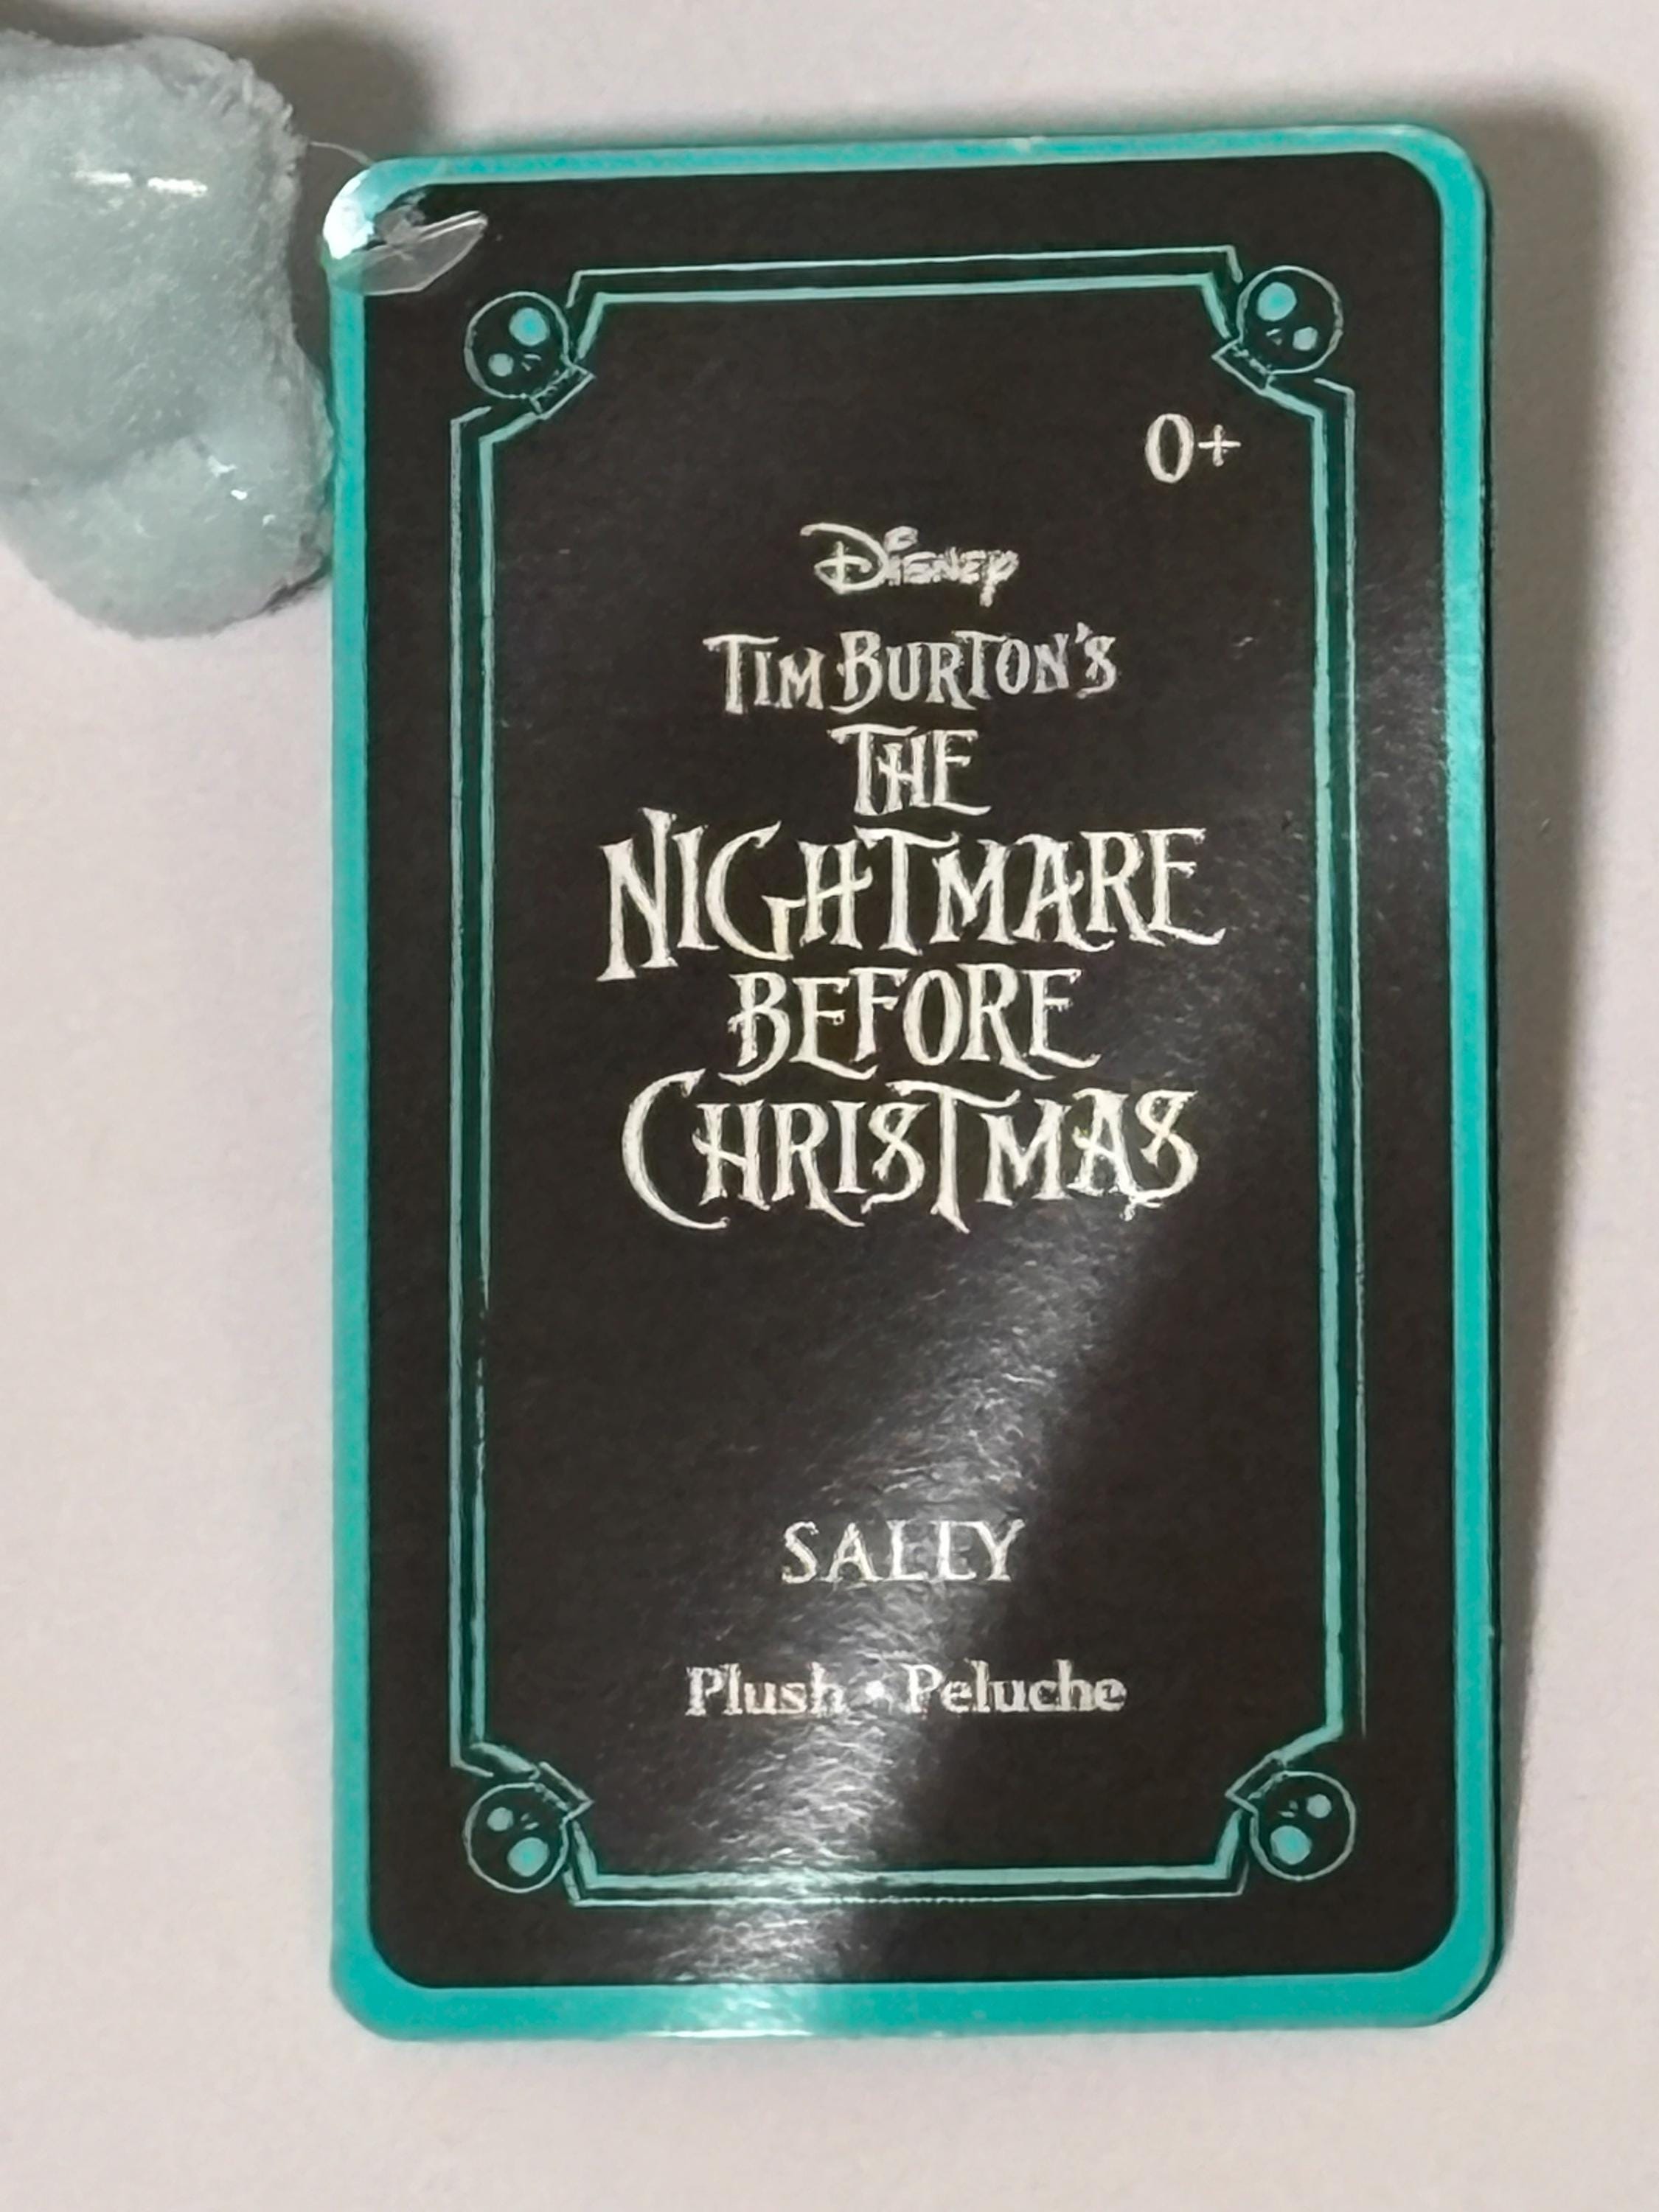 0+
Disney
TIM BURTON'S
THE
NIGHTMARE
BEFORE
CHRISTMAS
SALLY
Plush • Peluche